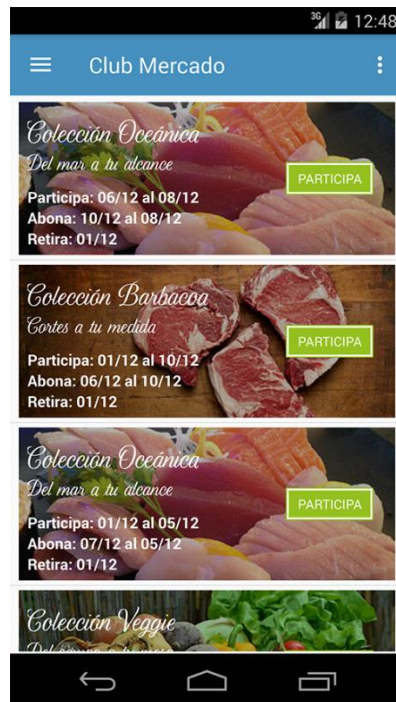 3G 12:48
Club Mercado
Colección Oceánica
Del mar a tu alcance
PARTICIPA
Participa: 06/12 al 08/12
Abona: 10/12 al 08/12
Retira: 01/12
Colección Barbacoa
Cortes a tu medida
PARTICIPA
Participa: 01/12 al 10/12
Abona: 06/12 al 10/12
Retira: 01/12
Colección Oceánica
Del mar a tu alcance
PARTICIPA
Participa: 01/12 al 05/12
Abona: 07/12 al 05/12
Retira: 01/12
Colección Veggie